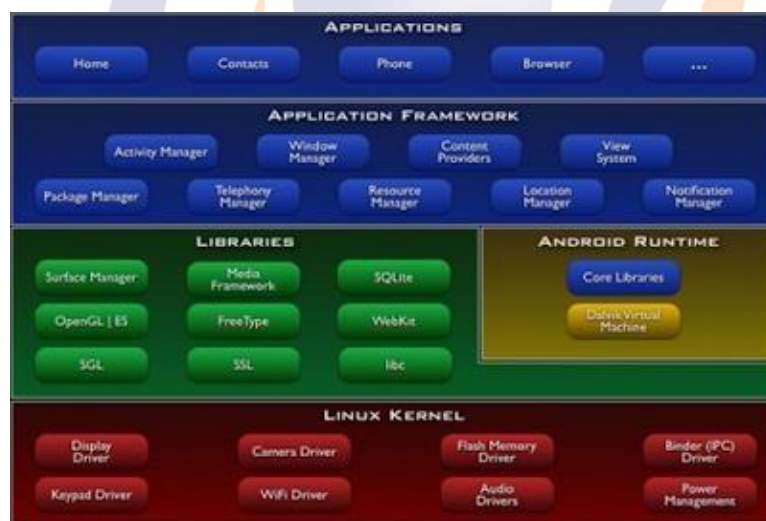 APPLICATIONS
Home Contacts Phone Browser ...
APPLICATION FRAMEWORK
Activity Manager Window Manager Content Providers View System
Package Manager Telephony Manager Resource Manager Location Manager Notification Manager
LIBRARIES
Surface Manager Media Framework SQLite
OpenGL | ES FreeType WebKit
SGL SSL libc
ANDROID RUNTIME
Core Libraries
Dalvik Virtual Machine
LINUX KERNEL
Display Driver Camera Driver Flash Memory Driver Binder (IPC) Driver
Keypad Driver WiFi Driver Audio Drivers Power Management